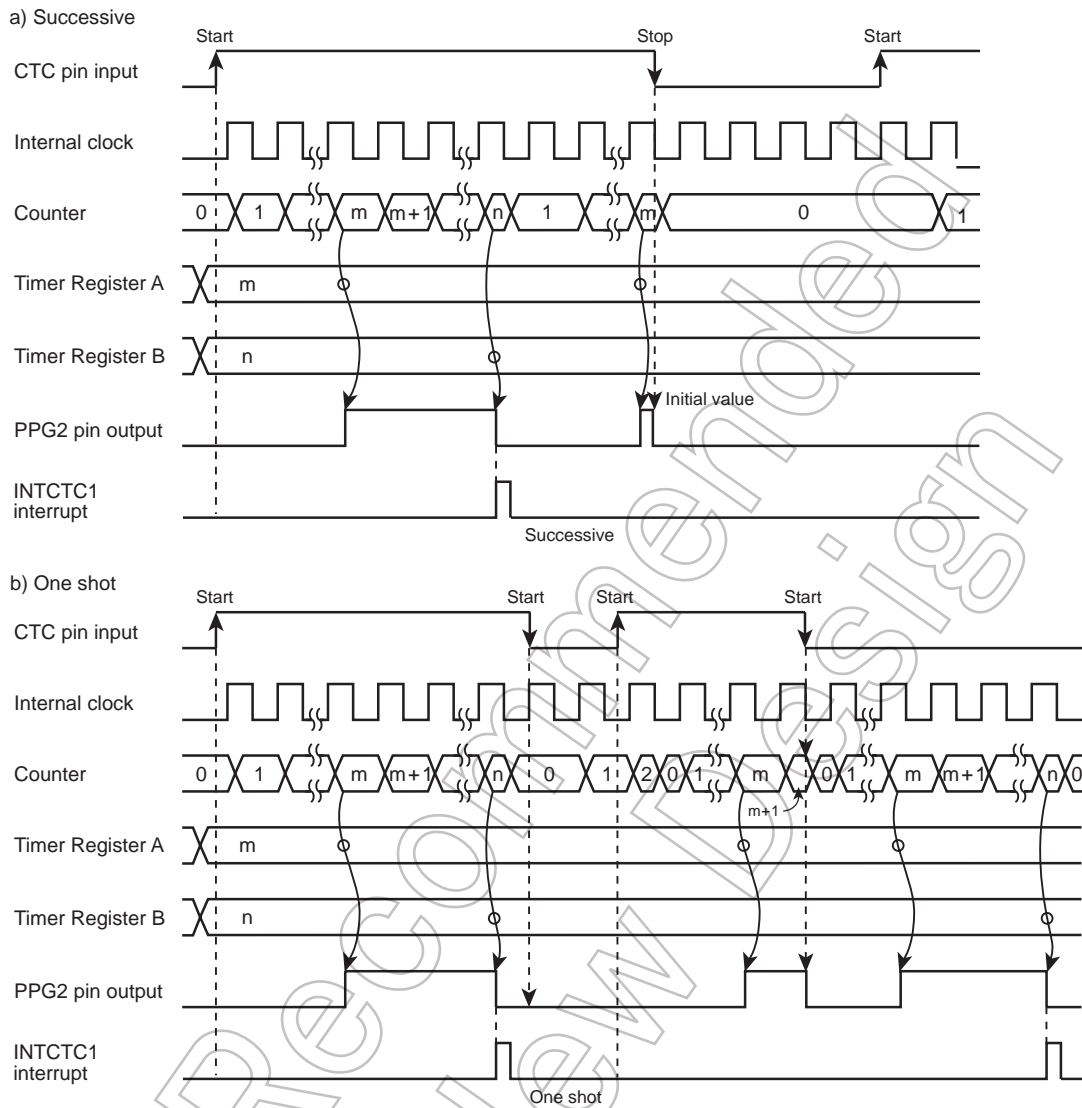 a) Successive
Start Stop Start
CTC pin input
Internal clock
Counter 0 1 m m+1 n 1 m 0 1
Timer Register A m
Timer Register B n
Initial value
PPG2 pin output
INTCTC1
interrupt
Successive
b) One shot
Start Start Start Start
CTC pin input
Internal clock
Counter 0 1 m m+1 n 0 1 2 0 1 m 0 1 m m+1 n 0
m+1
Timer Register A m
Timer Register B n
PPG2 pin output
INTCTC1
interrupt
One shot
Recommended
New Design